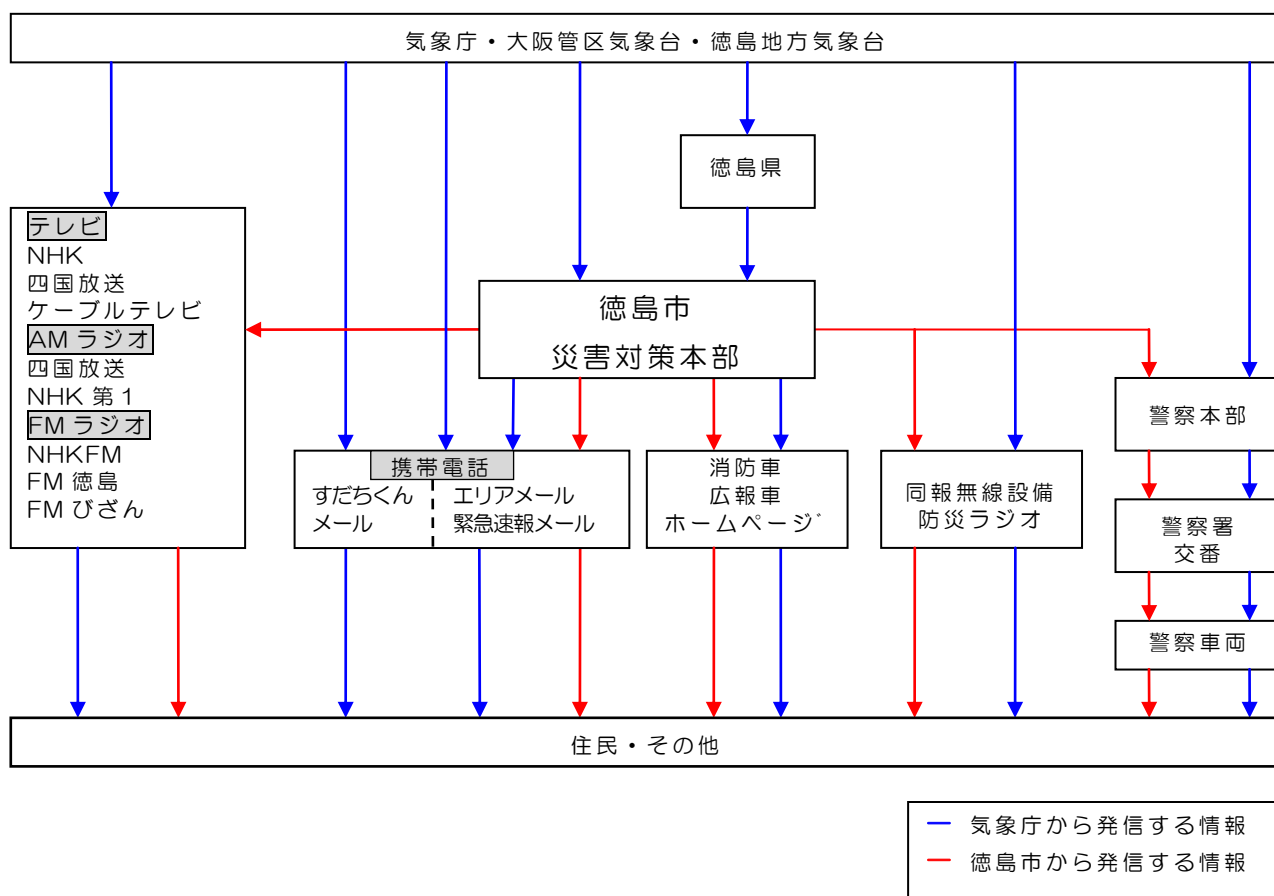 気象庁・大阪管区気象台・徳島地方気象台
徳島県
テレビ
NHK
四国放送
ケーブルテレビ
AMラジオ
四国放送
NHK第1
FMラジオ
NHKFM
FM徳島
FMびざん
徳島市
災害対策本部
携帯電話
すだちくん
メール
エリアメール
緊急速報メール
消防車
広報車
ホームページ
同報無線設備
防災ラジオ
警察本部
警察署
交番
警察車両
住民・その他
気象庁から発信する情報
徳島市から発信する情報